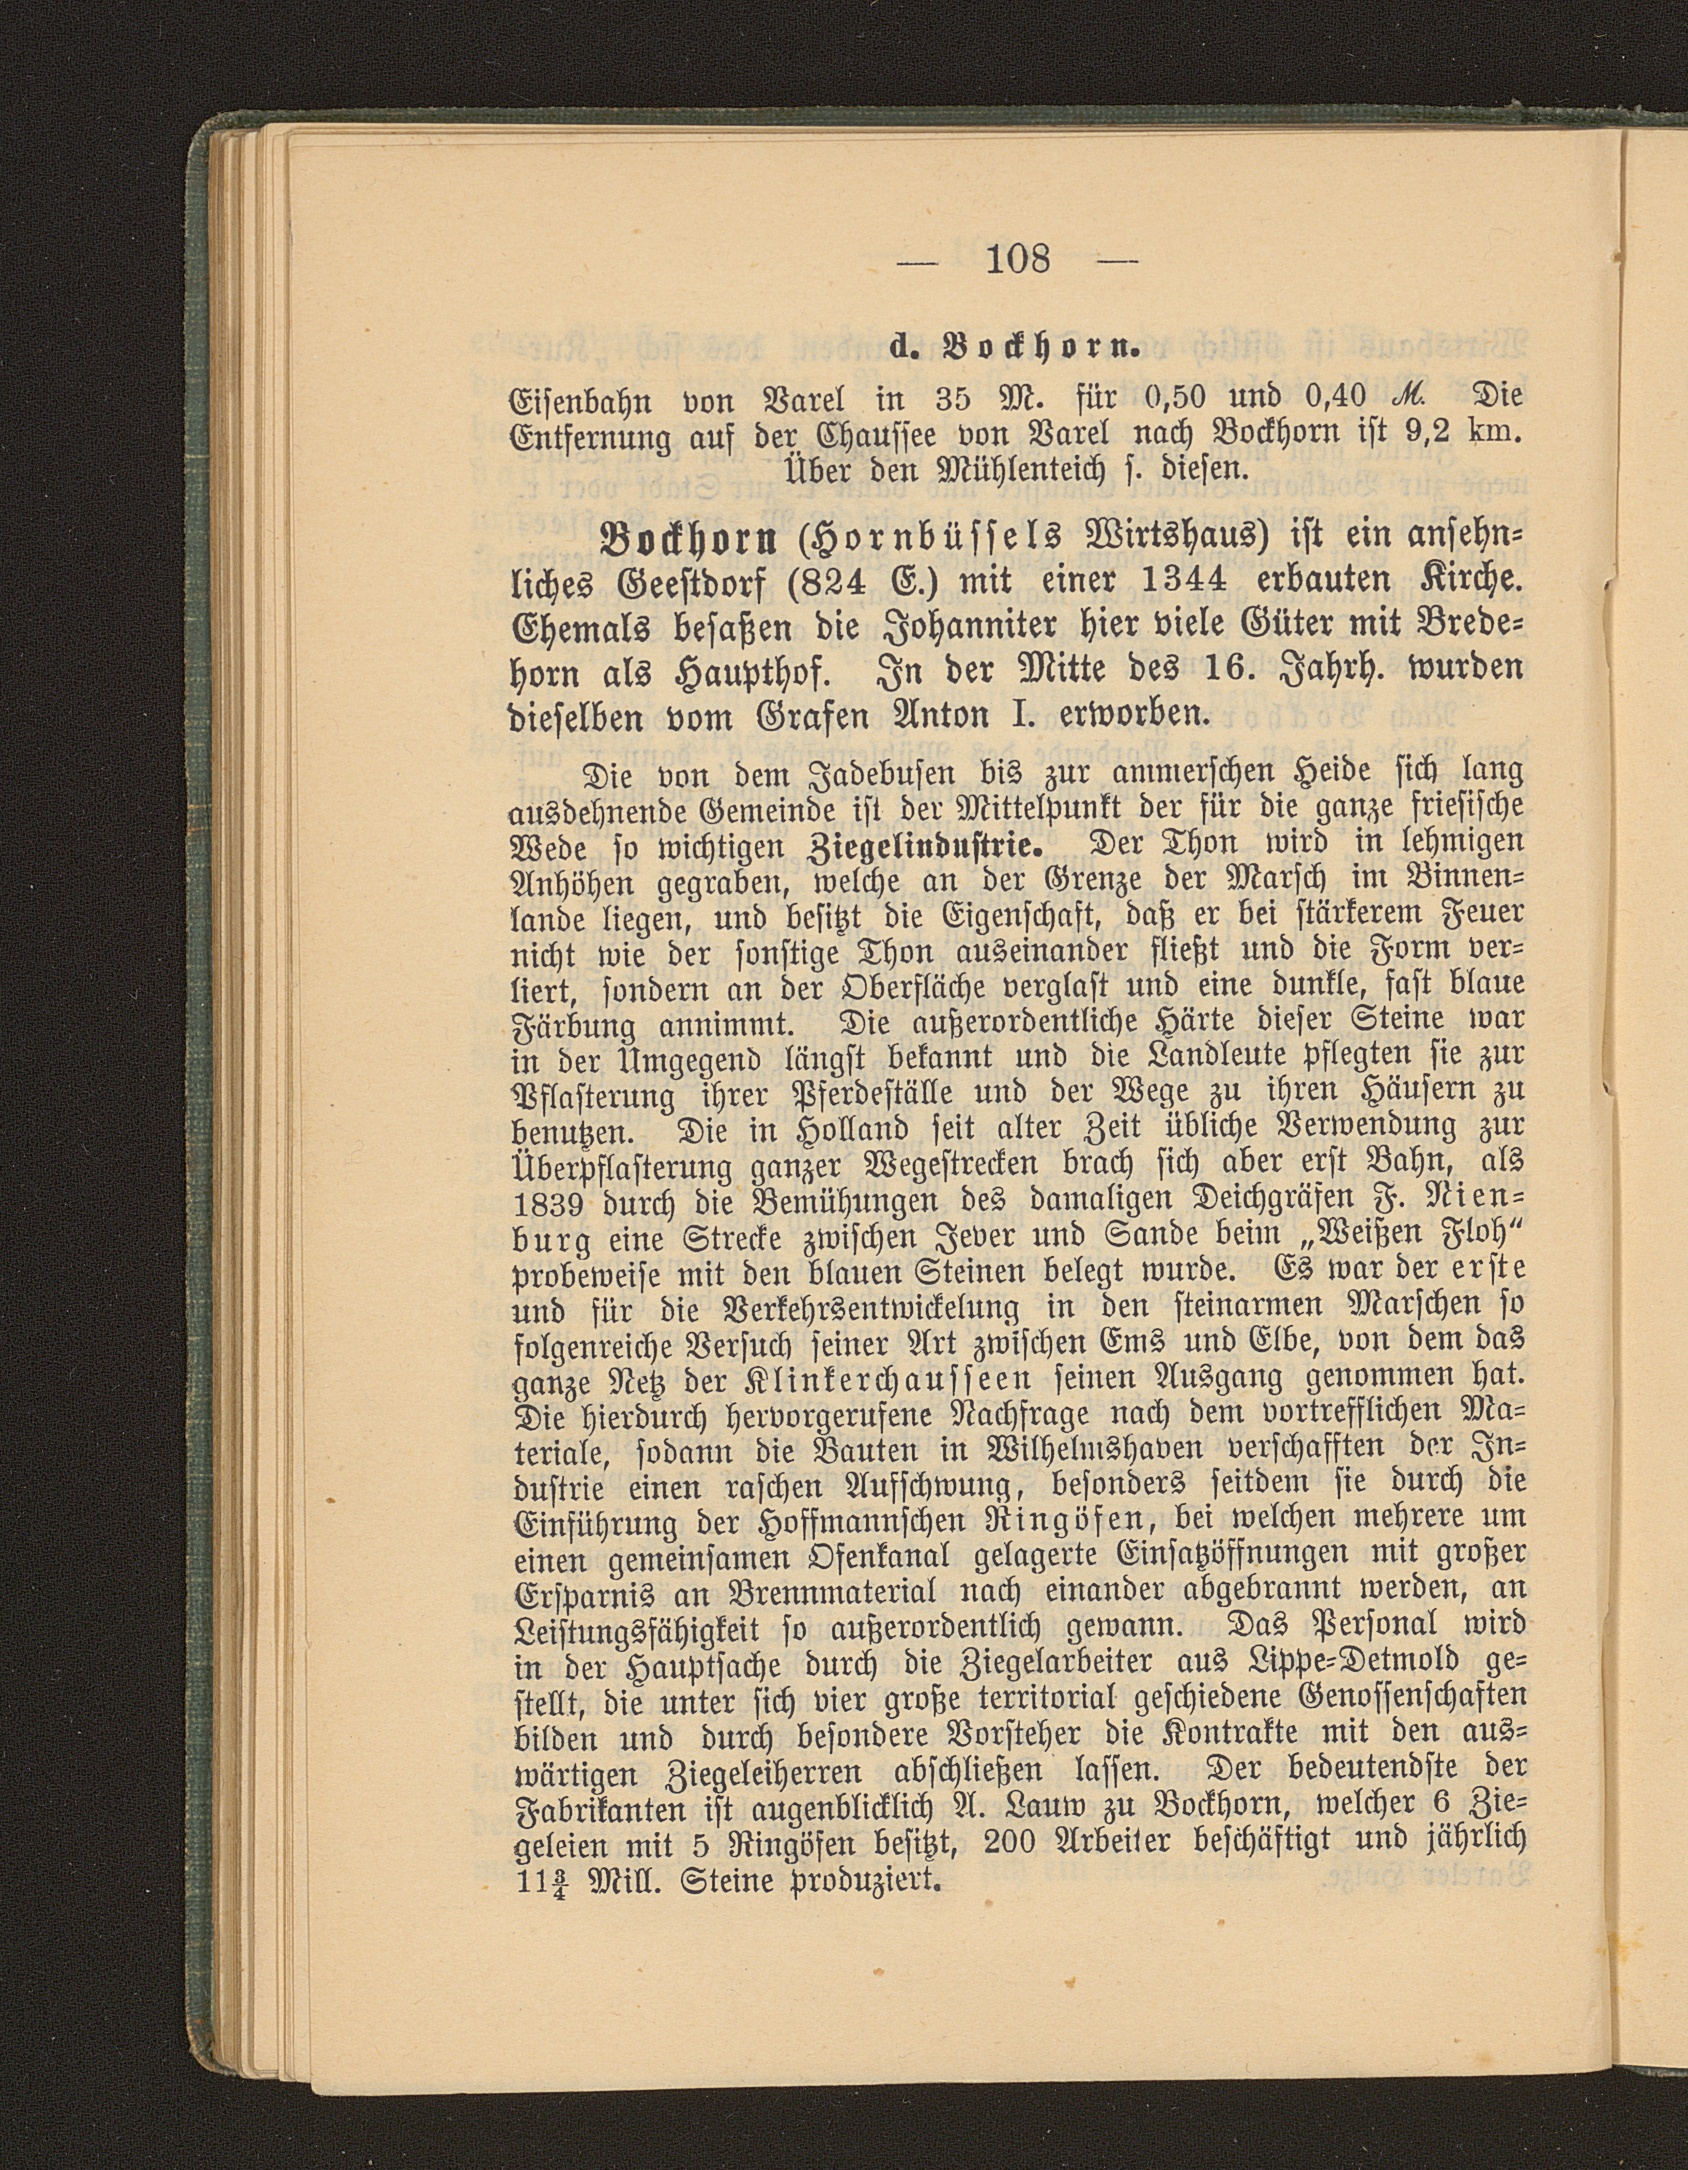 — 108 —
d. Bockhorn.
Eisenbahn von Varel in 35 M. für 0,50 und 0,40 ℳ. Die
Entfernung auf der Chaussee von Varel nach Bockhorn ist 9,2 km.
Über den Mühlenteich s. diesen.
Bockhorn (Hornbüssels Wirtshaus) ist ein ansehn=
liches Geestdorf (824 E.) mit einer 1344 erbauten Kirche.
Ehemals besaßen die Johanniter hier viele Güter mit Brede=
horn als Haupthof. In der Mitte des 16. Jahrh. wurden
dieselben vom Grafen Anton I. erworben.
Die von dem Jadebusen bis zur ammerschen Heide sich lang
ausdehnende Gemeinde ist der Mittelpunkt der für die ganze friesische
Wede so wichtigen Ziegelindustrie. Der Thon wird in lehmigen
Anhöhen gegraben, welche an der Grenze der Marsch im Binnen=
lande liegen, und besitzt die Eigenschaft, daß er bei stärkerem Feuer
nicht wie der sonstige Thon auseinander fließt und die Form ver=
liert, sondern an der Oberfläche verglast und eine dunkle, fast blaue
Färbung annimmt. Die außerordentliche Härte dieser Steine war
in der Umgegend längst bekannt und die Landleute pflegten sie zur
Pflasterung ihrer Pferdeställe und der Wege zu ihren Häusern zu
benutzen. Die in Holland seit alter Zeit übliche Verwendung zur
Überpflasterung ganzer Wegestrecken brach sich aber erst Bahn, als
1839 durch die Bemühungen des damaligen Deichgräfen F. Nien=
burg eine Strecke zwischen Jever und Sande beim „Weißen Floh“
probeweise mit den blauen Steinen belegt wurde. Es war der erste
und für die Verkehrsentwickelung in den steinarmen Marschen so
folgenreiche Versuch seiner Art zwischen Ems und Elbe, von dem das
ganze Netz der Klinkerchausseen seinen Ausgang genommen hat.
Die hierdurch hervorgerufene Nachfrage nach dem vortrefflichen Ma=
teriale, sodann die Bauten in Wilhelmshaven verschafften der In=
dustrie einen raschen Aufschwung, besonders seitdem sie durch die
Einführung der Hoffmannschen Ringöfen, bei welchen mehrere um
einen gemeinsamen Ofenkanal gelagerte Einsatzöffnungen mit großer
Ersparnis an Brennmaterial nach einander abgebrannt werden, an
Leistungsfähigkeit so außerordentlich gewann. Das Personal wird
in der Hauptsache durch die Ziegelarbeiter aus Lippe=Detmold ge=
stellt, die unter sich vier große territorial geschiedene Genossenschaften
bilden und durch besondere Vorsteher die Kontrakte mit den aus=
wärtigen Ziegeleiherren abschließen lassen. Der bedeutendste der
Fabrikanten ist augenblicklich A. Lauw zu Bockhorn, welcher 6 Zie=
geleien mit 5 Ringöfen besitzt, 200 Arbeiter beschäftigt und jährlich
11¾ Mill. Steine produziert.